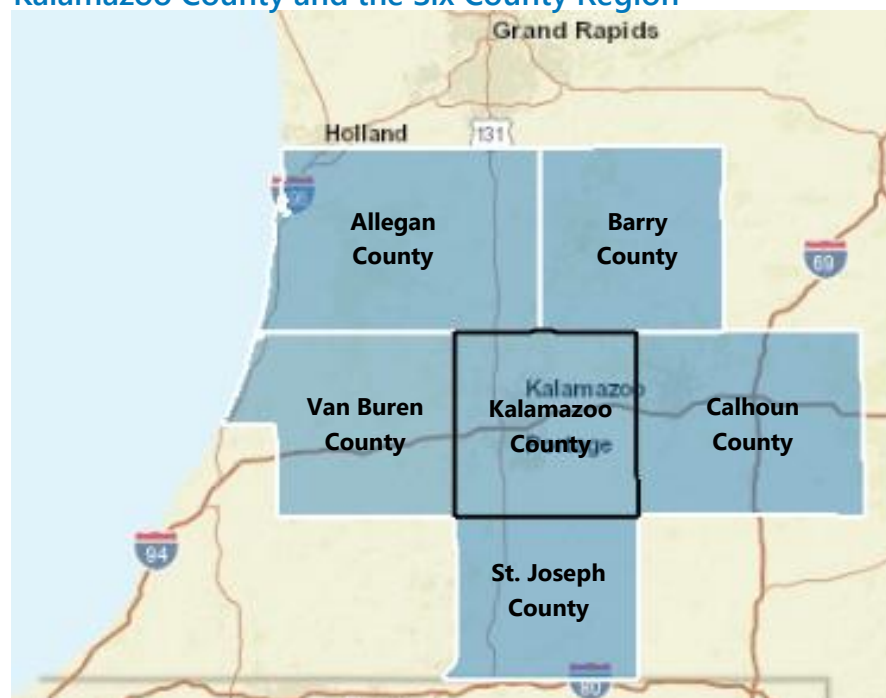 Kalamazoo County and the Six County Region
Grand Rapids
Holland
131
Allegan
County
Barry
County
69
Kalamazoo
Van Buren
County
Kalamazoo
County
Calhoun
County
94
St. Joseph
County
80